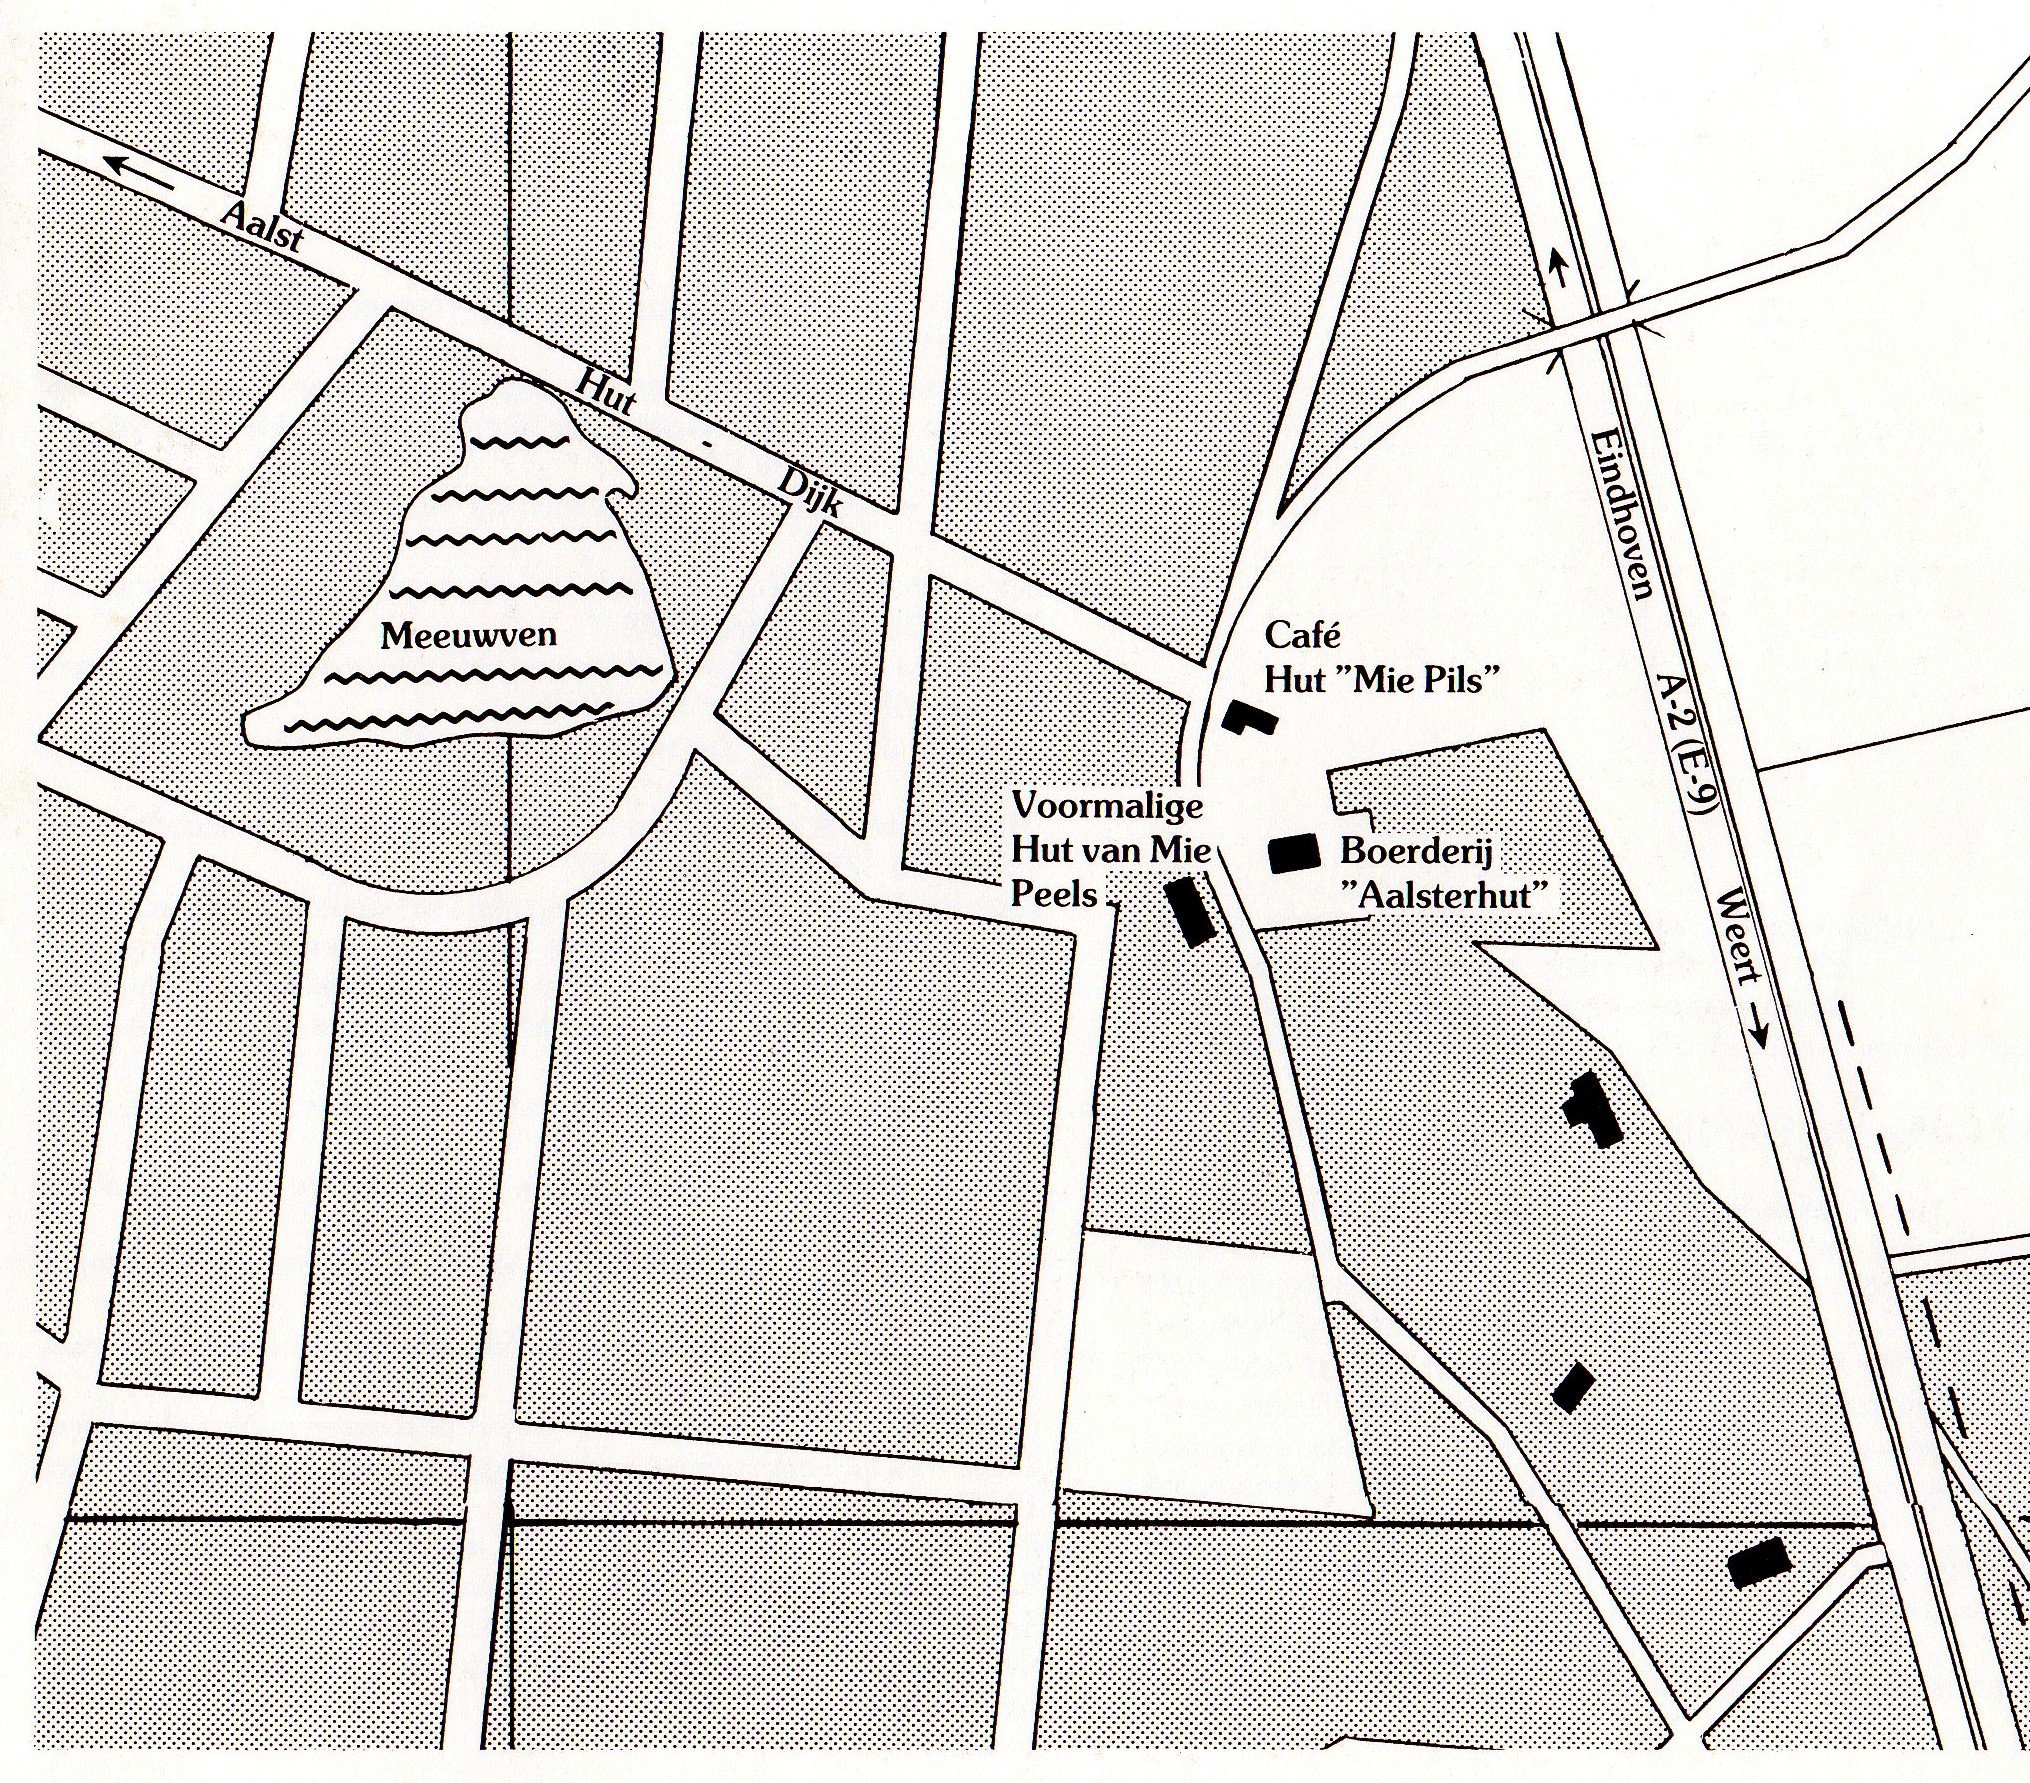 Aalst
Hut - Dijk
Meeuwven
Café
Hut "Mie Pils"
Voormalige
Hut van Mie
Peels
Boerderij
"Aalsterhut"
Eindhoven
A-2 (E-9)
Weert